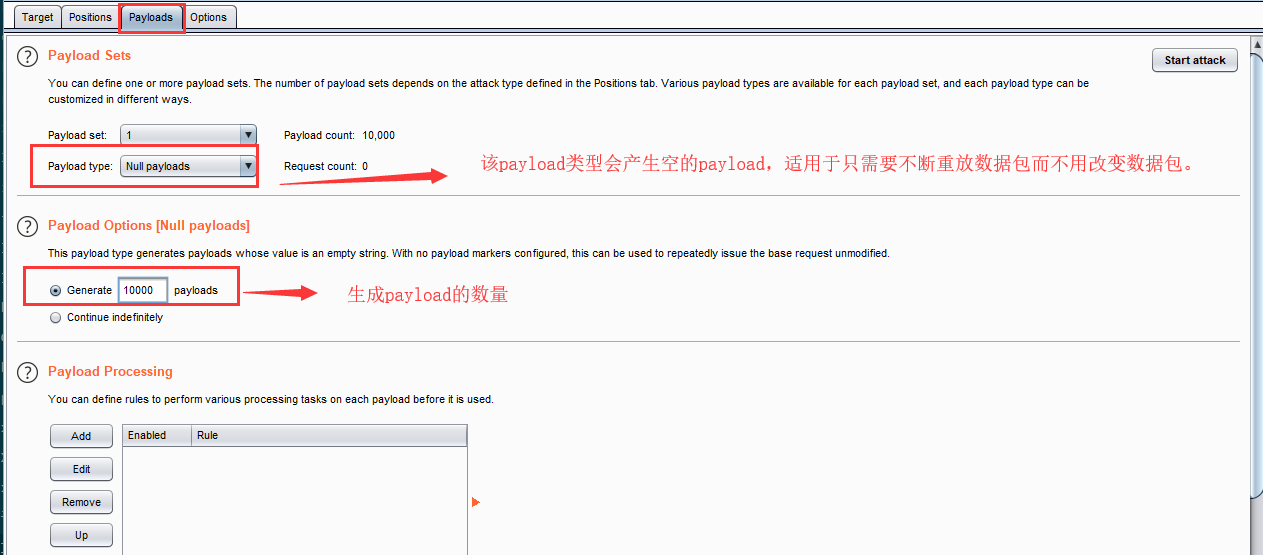 Target Positions Payloads Options
Payload Sets
Start attack
You can define one or more payload sets. The number of payload sets depends on the attack type defined in the Positions tab. Various payload types are available for each payload set, and each payload type can be
customized in different ways.
Payload set: 1 Payload count: 10,000
Payload type: Null payloads Request count: 0
该payload类型会产生空的payload，适用于只需要不断重放数据包而不用改变数据包。
Payload Options [Null payloads]
This payload type generates payloads whose value is an empty string. With no payload markers configured, this can be used to repeatedly issue the base request unmodified.
Generate 10000 payloads
生成payload的数量
Continue indefinitely
Payload Processing
You can define rules to perform various processing tasks on each payload before it is used.
Add Enabled Rule
Edit
Remove
Up